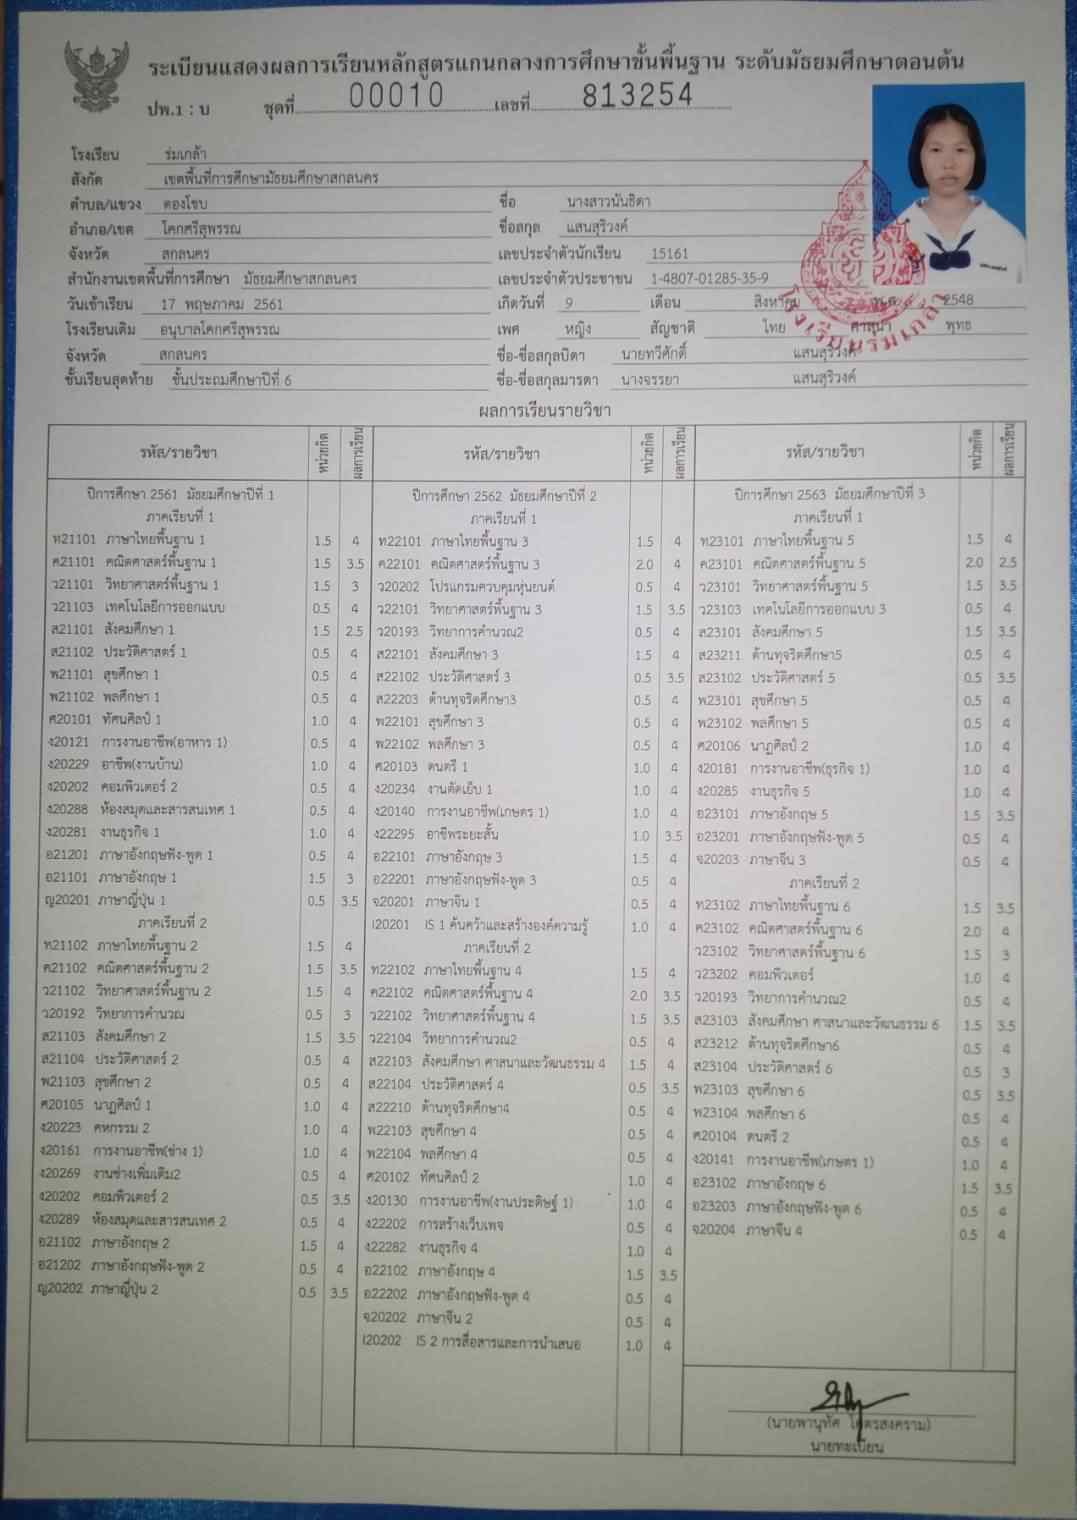 ระเบียนแสดงผลการเรียนหลักสูตรแกนกลางการศึกษาขั้นพื้นฐาน ระดับมัธยมศึกษาตอนต้น
ปพ.1 : บ ชุดที่ 00010 เลขที่ 813254
โรงเรียน ร่มเกล้า
สังกัด เขตพื้นที่การศึกษามัธยมศึกษาสกลนคร
ตำบล/แขวง ตองโขบ
อำเภอ/เขต โคกศรีสุพรรณ
จังหวัด สกลนคร
สำนักงานเขตพื้นที่การศึกษา มัธยมศึกษาสกลนคร
วันเข้าเรียน 17 พฤษภาคม 2561
โรงเรียนเดิม อนุบาลโคกศรีสุพรรณ
จังหวัด สกลนคร
ชั้นเรียนสุดท้าย ชั้นประถมศึกษาปีที่ 6
ชื่อ นางสาวนันธิดา
ชื่อสกุล แสนสุริวงค์
เลขประจำตัวนักเรียน 15161
เลขประจำตัวประชาชน 1-4807-01285-35-9
เกิดวันที่ 9 เดือน สิงหาคม พ.ศ. 2548
เพศ หญิง สัญชาติ ไทย ศาสนา พุทธ
ชื่อ-ชื่อสกุลบิดา นายทวีศักดิ์ แสนสุริวงค์
ชื่อ-ชื่อสกุลมารดา นางจรรยา แสนสุริวงค์
โรงเรียนร่มเกล้า
ผลการเรียนรายวิชา
รหัส/รายวิชา หน่วยกิต ผลการเรียน
ปีการศึกษา 2561 มัธยมศึกษาปีที่ 1
ภาคเรียนที่ 1
ท21101 ภาษาไทยพื้นฐาน 1 1.5 4
ค21101 คณิตศาสตร์พื้นฐาน 1 1.5 3.5
ว21101 วิทยาศาสตร์พื้นฐาน 1 1.5 3
ว21103 เทคโนโลยีการออกแบบ 0.5 4
ส21101 สังคมศึกษา 1 1.5 2.5
ส21102 ประวัติศาสตร์ 1 0.5 4
พ21101 สุขศึกษา 1 0.5 4
พ21102 พลศึกษา 1 0.5 4
ศ20101 ทัศนศิลป์ 1 1.0 4
ง20121 การงานอาชีพ(อาหาร 1) 0.5 4
ง20229 อาชีพ(งานบ้าน) 1.0 4
ง20202 คอมพิวเตอร์ 2 0.5 4
ง20288 ห้องสมุดและสารสนเทศ 1 0.5 4
ง20281 งานธุรกิจ 1 1.0 4
อ21201 ภาษาอังกฤษฟัง-พูด 1 0.5 4
อ21101 ภาษาอังกฤษ 1 1.5 3
ญ20201 ภาษาญี่ปุ่น 1 0.5 3.5
ภาคเรียนที่ 2
ท21102 ภาษาไทยพื้นฐาน 2 1.5 4
ค21102 คณิตศาสตร์พื้นฐาน 2 1.5 3.5
ว21102 วิทยาศาสตร์พื้นฐาน 2 1.5 4
ว20192 วิทยาการคำนวณ 0.5 3
ส21103 สังคมศึกษา 2 1.5 3.5
ส21104 ประวัติศาสตร์ 2 0.5 4
พ21103 สุขศึกษา 2 0.5 4
ศ20105 นาฏศิลป์ 1 1.0 4
ง20223 คหกรรม 2 1.0 4
ง20161 การงานอาชีพ(ช่าง 1) 1.0 4
ง20269 งานช่างเพิ่มเติม2 0.5 4
ง20202 คอมพิวเตอร์ 2 0.5 3.5
ง20289 ห้องสมุดและสารสนเทศ 2 0.5 4
อ21102 ภาษาอังกฤษ 2 1.5 4
อ21202 ภาษาอังกฤษฟัง-พูด 2 0.5 4
ญ20202 ภาษาญี่ปุ่น 2 0.5 3.5
รหัส/รายวิชา หน่วยกิต ผลการเรียน
ปีการศึกษา 2562 มัธยมศึกษาปีที่ 2
ภาคเรียนที่ 1
ท22101 ภาษาไทยพื้นฐาน 3 1.5 4
ค22101 คณิตศาสตร์พื้นฐาน 3 2.0 4
ว20202 โปรแกรมควบคุมหุ่นยนต์ 0.5 4
ว22101 วิทยาศาสตร์พื้นฐาน 3 1.5 3.5
ว20193 วิทยาการคำนวณ2 0.5 4
ส22101 สังคมศึกษา 3 1.5 4
ส22102 ประวัติศาสตร์ 3 0.5 3.5
ส22203 ต้านทุจริตศึกษา3 0.5 4
พ22101 สุขศึกษา 3 0.5 4
พ22102 พลศึกษา 3 0.5 4
ศ20103 ดนตรี 1 1.0 4
ง20234 งานตัดเย็บ 1 1.0 4
ง20140 การงานอาชีพ(เกษตร 1) 1.0 4
ง22295 อาชีพระยะสั้น 1.0 3.5
อ22101 ภาษาอังกฤษ 3 1.5 4
อ22201 ภาษาอังกฤษฟัง-พูด 3 0.5 4
จ20201 ภาษาจีน 1 0.5 4
I20201 IS 1 ค้นคว้าและสร้างองค์ความรู้ 1.0 4
ภาคเรียนที่ 2
ท22102 ภาษาไทยพื้นฐาน 4 1.5 4
ค22102 คณิตศาสตร์พื้นฐาน 4 2.0 3.5
ว22102 วิทยาศาสตร์พื้นฐาน 4 1.5 3.5
ว22104 วิทยาการคำนวณ2 0.5 4
ส22103 สังคมศึกษา ศาสนาและวัฒนธรรม 4 1.5 4
ส22104 ประวัติศาสตร์ 4 0.5 3.5
ส22210 ต้านทุจริตศึกษา4 0.5 4
พ22103 สุขศึกษา 4 0.5 4
พ22104 พลศึกษา 4 0.5 4
ศ20102 ทัศนศิลป์ 2 1.0 4
ง20130 การงานอาชีพ(งานประดิษฐ์ 1) 1.0 4
ง22202 การสร้างเว็บเพจ 0.5 4
ง22282 งานธุรกิจ 4 1.0 4
อ22102 ภาษาอังกฤษ 4 1.5 3.5
อ22202 ภาษาอังกฤษฟัง-พูด 4 0.5 4
จ20202 ภาษาจีน 2 0.5 4
I20202 IS 2 การสื่อสารและการนำเสนอ 1.0 4
รหัส/รายวิชา หน่วยกิต ผลการเรียน
ปีการศึกษา 2563 มัธยมศึกษาปีที่ 3
ภาคเรียนที่ 1
ท23101 ภาษาไทยพื้นฐาน 5 1.5 4
ค23101 คณิตศาสตร์พื้นฐาน 5 2.0 2.5
ว23101 วิทยาศาสตร์พื้นฐาน 5 1.5 3.5
ว23103 เทคโนโลยีการออกแบบ 3 0.5 4
ส23101 สังคมศึกษา 5 1.5 3.5
ส23211 ต้านทุจริตศึกษา5 0.5 4
ส23102 ประวัติศาสตร์ 5 0.5 3.5
พ23101 สุขศึกษา 5 0.5 4
พ23102 พลศึกษา 5 0.5 4
ศ20106 นาฏศิลป์ 2 1.0 4
ง20181 การงานอาชีพ(ธุรกิจ 1) 1.0 4
ง20285 งานธุรกิจ 5 1.0 4
อ23101 ภาษาอังกฤษ 5 1.5 3.5
อ23201 ภาษาอังกฤษฟัง-พูด 5 0.5 4
จ20203 ภาษาจีน 3 0.5 4
ภาคเรียนที่ 2
ท23102 ภาษาไทยพื้นฐาน 6 1.5 3.5
ค23102 คณิตศาสตร์พื้นฐาน 6 2.0 4
ว23102 วิทยาศาสตร์พื้นฐาน 6 1.5 3
ว23202 คอมพิวเตอร์ 1.0 4
ว20193 วิทยาการคำนวณ2 0.5 4
ส23103 สังคมศึกษา ศาสนาและวัฒนธรรม 6 1.5 3.5
ส23212 ต้านทุจริตศึกษา6 0.5 4
ส23104 ประวัติศาสตร์ 6 0.5 3
พ23103 สุขศึกษา 6 0.5 3.5
พ23104 พลศึกษา 6 0.5 4
ศ20104 ดนตรี 2 0.5 4
ง20141 การงานอาชีพ(เกษตร 1) 1.0 4
อ23102 ภาษาอังกฤษ 6 1.5 3.5
อ23203 ภาษาอังกฤษฟัง-พูด 6 0.5 4
จ20204 ภาษาจีน 4 0.5 4
(นายพานุทัศ โคตรสงคราม)
นายทะเบียน